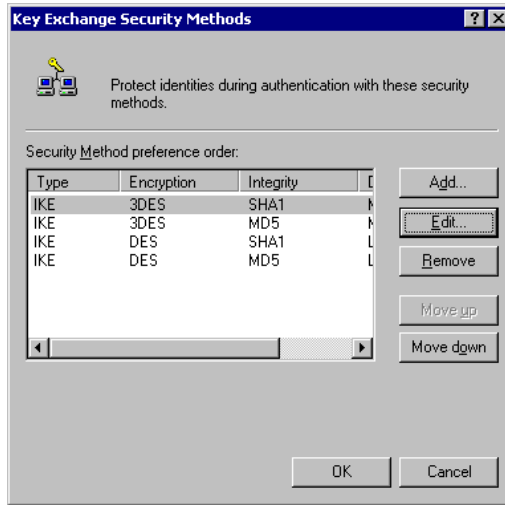 Key Exchange Security Methods
Protect identities during authentication with these security
methods.
Security Method preference order:
Type Encryption Integrity
IKE 3DES SHA1
IKE 3DES MD5
IKE DES SHA1
IKE DES MD5
Add...
Edit...
Remove
Move up
Move down
OK Cancel